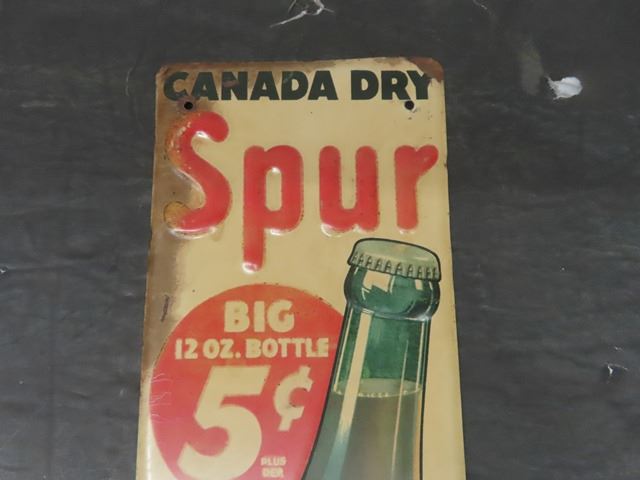 CANADA DRY
Spur
BIG
12 OZ. BOTTLE
5¢
PLUS
DEP.